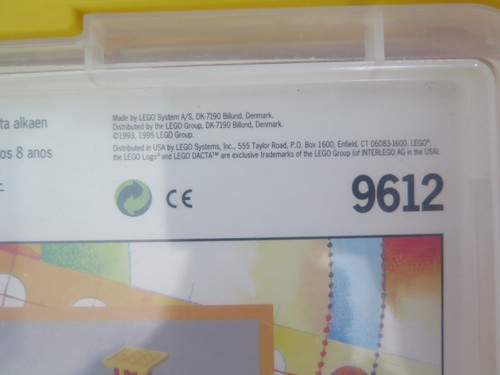 ta alkaen
os 8 anos
Made by LEGO System A/S, DK-7190 Billund, Denmark.
Distributed by the LEGO Group, DK-7190 Billund, Denmark.
©1993, 1995 LEGO Group.
Distributed in USA by LEGO Systems, Inc., 555 Taylor Road, P.O. Box 1600, Enfield, CT 06083-1600. LEGO®,
the LEGO Logo® and LEGO DACTA™ are exclusive trademarks of the LEGO Group (of INTERLEGO AG in the USA).
CE
9612